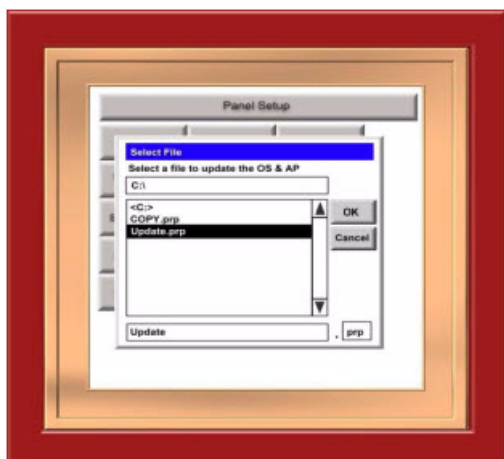 Panel Setup
Select File
Select a file to update the OS & AP
C:\
<C:>
COPY.prp
Update.prp
OK
Cancel
Update . prp